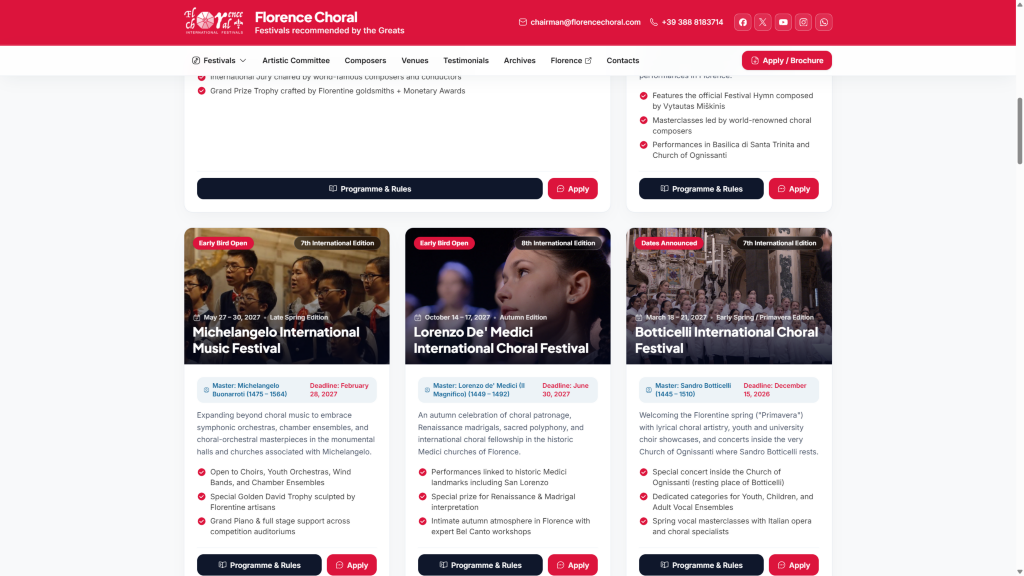 Florence choral
INTERNATIONAL FESTIVALS
Florence Choral
Festivals recommended by the Greats
chairman@florencechoral.com
+39 388 8183714
Festivals
Artistic Committee
Composers
Venues
Testimonials
Archives
Florence
Contacts
Apply / Brochure
International Jury chaired by world-famous composers and conductors
Grand Prize Trophy crafted by Florentine goldsmiths + Monetary Awards
Programme & Rules
Apply
performances in Florence.
Features the official Festival Hymn composed
by Vytautas Miškinis
Masterclasses led by world-renowned choral
composers
Performances in Basilica di Santa Trinita and
Church of Ognissanti
Programme & Rules
Apply
Early Bird Open
7th International Edition
May 27 – 30, 2027 • Late Spring Edition
Michelangelo International
Music Festival
Master: Michelangelo
Buonarroti (1475 – 1564)
Deadline: February
28, 2027
Expanding beyond choral music to embrace
symphonic orchestras, chamber ensembles, and
choral-orchestral masterpieces in the monumental
halls and churches associated with Michelangelo.
Open to Choirs, Youth Orchestras, Wind
Bands, and Chamber Ensembles
Special Golden David Trophy sculpted by
Florentine artisans
Grand Piano & full stage support across
competition auditoriums
Programme & Rules
Apply
Early Bird Open
8th International Edition
October 14 – 17, 2027 • Autumn Edition
Lorenzo De' Medici
International Choral Festival
Master: Lorenzo de' Medici (Il
Magnifico) (1449 – 1492)
Deadline: June
30, 2027
An autumn celebration of choral patronage,
Renaissance madrigals, sacred polyphony, and
international choral fellowship in the historic
Medici churches of Florence.
Performances linked to historic Medici
landmarks including San Lorenzo
Special prize for Renaissance & Madrigal
interpretation
Intimate autumn atmosphere in Florence with
expert Bel Canto workshops
Programme & Rules
Apply
Dates Announced
7th International Edition
March 18 – 21, 2027 • Early Spring / Primavera Edition
Botticelli International Choral
Festival
Master: Sandro Botticelli
(1445 – 1510)
Deadline: December
15, 2026
Welcoming the Florentine spring ("Primavera")
with lyrical choral artistry, youth and university
choir showcases, and concerts inside the very
Church of Ognissanti where Sandro Botticelli rests.
Special concert inside the Church of
Ognissanti (resting place of Botticelli)
Dedicated categories for Youth, Children, and
Adult Vocal Ensembles
Spring vocal masterclasses with Italian opera
and choral specialists
Programme & Rules
Apply